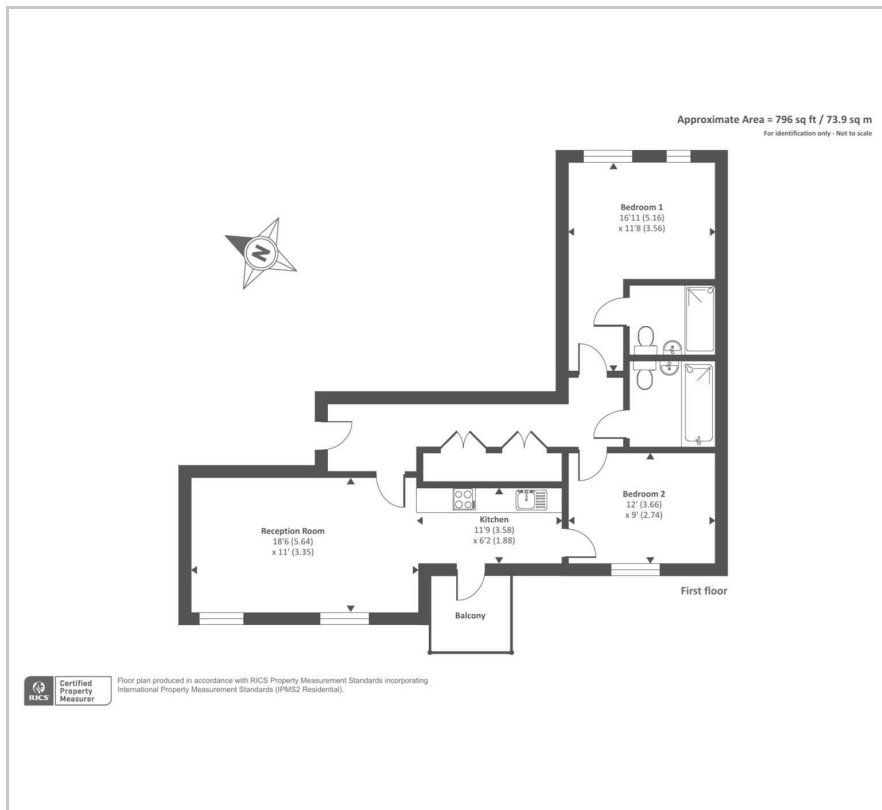 Approximate Area = 796 sq ft / 73.9 sq m
For identification only - Not to scale
Bedroom 1
16'11 (5.16)
x 11'8 (3.56)
N
Bedroom 2
12' (3.66)
x 9' (2.74)
Kitchen
11'9 (3.58)
x 6'2 (1.88)
Reception Room
18'6 (5.64)
x 11' (3.35)
First floor
Balcony
RICS
Certified
Property
Measurer
Floor plan produced in accordance with RICS Property Measurement Standards incorporating
International Property Measurement Standards (IPMS2 Residential).